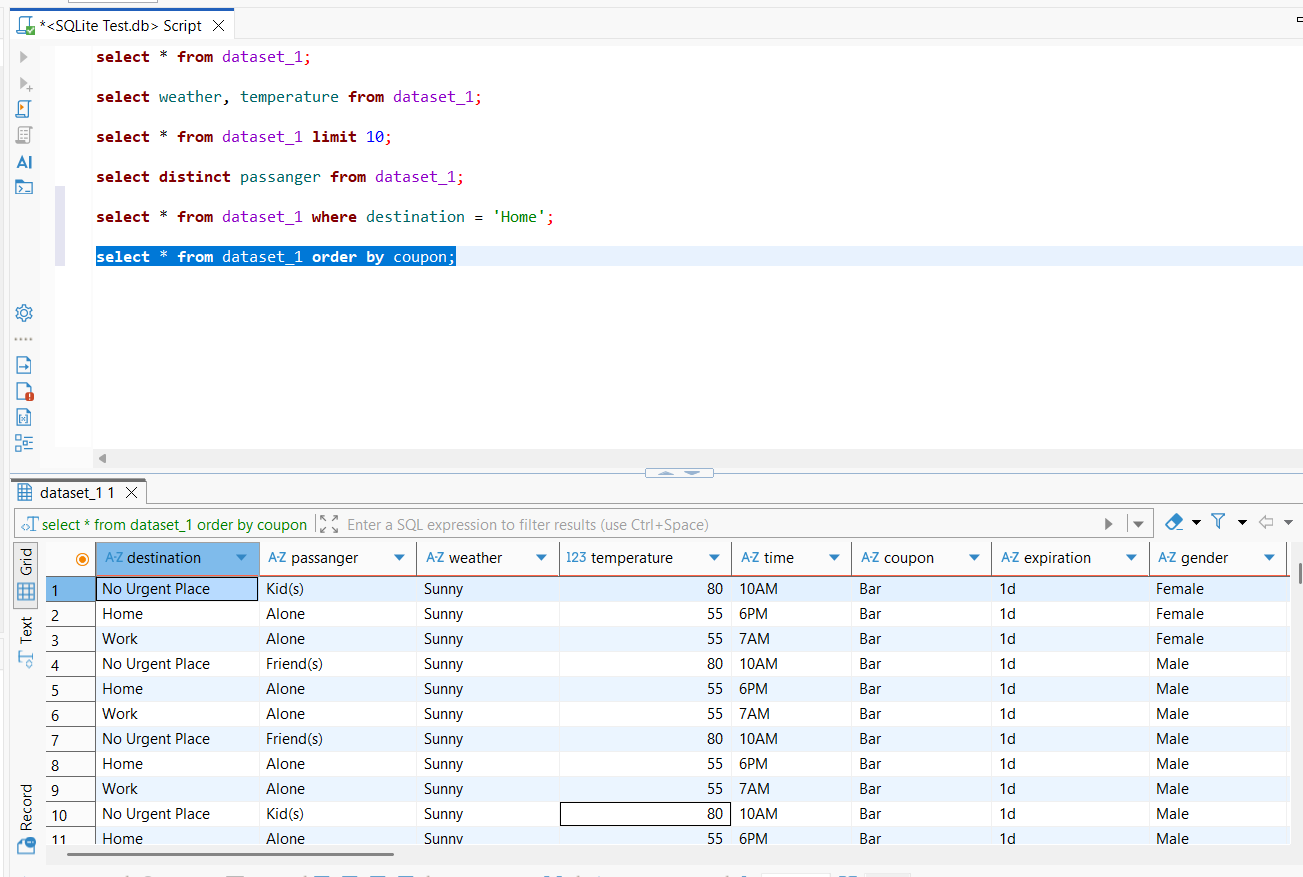 *<SQLite Test.db> Script
select * from dataset_1;
select weather, temperature from dataset_1;
select * from dataset_1 limit 10;
select distinct passanger from dataset_1;
select * from dataset_1 where destination = 'Home';
select * from dataset_1 order by coupon;
AI
dataset_1 1
select * from dataset_1 order by coupon Enter a SQL expression to filter results (use Ctrl+Space)
Grid
Text
Record
A-Z destination A-Z passanger A-Z weather 123 temperature A-Z time A-Z coupon A-Z expiration A-Z gender
1 No Urgent Place Kid(s) Sunny 80 10AM Bar 1d Female
2 Home Alone Sunny 55 6PM Bar 1d Female
3 Work Alone Sunny 55 7AM Bar 1d Female
4 No Urgent Place Friend(s) Sunny 80 10AM Bar 1d Male
5 Home Alone Sunny 55 6PM Bar 1d Male
6 Work Alone Sunny 55 7AM Bar 1d Male
7 No Urgent Place Friend(s) Sunny 80 10AM Bar 1d Male
8 Home Alone Sunny 55 6PM Bar 1d Male
9 Work Alone Sunny 55 7AM Bar 1d Male
10 No Urgent Place Kid(s) Sunny 80 10AM Bar 1d Male
11 Home Alone Sunny 55 6PM Bar 1d Male